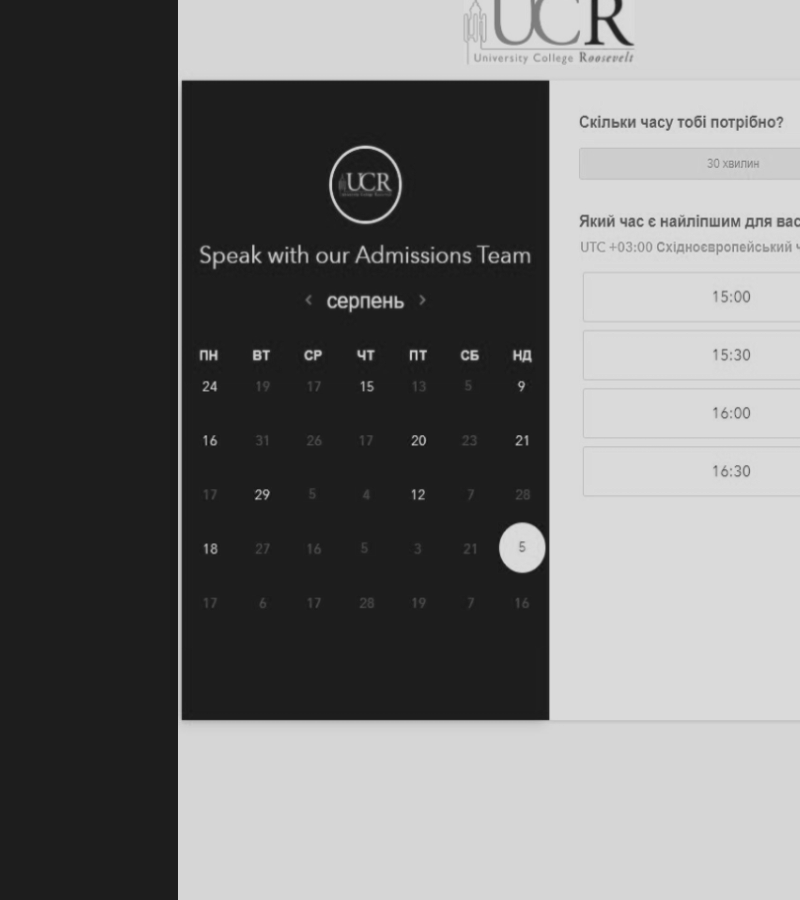 UCR
University College Roosevelt
UCR
Speak with our Admissions Team
< серпень >
ПН ВТ СР ЧТ ПТ СБ НД
24 19 17 15 13 5 9
16 31 26 17 20 23 21
17 29 5 4 12 7 28
18 27 16 5 3 21 5
17 6 17 28 19 7 16
Скільки часу тобі потрібно?
30 хвилин
Який час є найліпшим для вас
UTC +03:00 Східноєвропейський ч
15:00
15:30
16:00
16:30